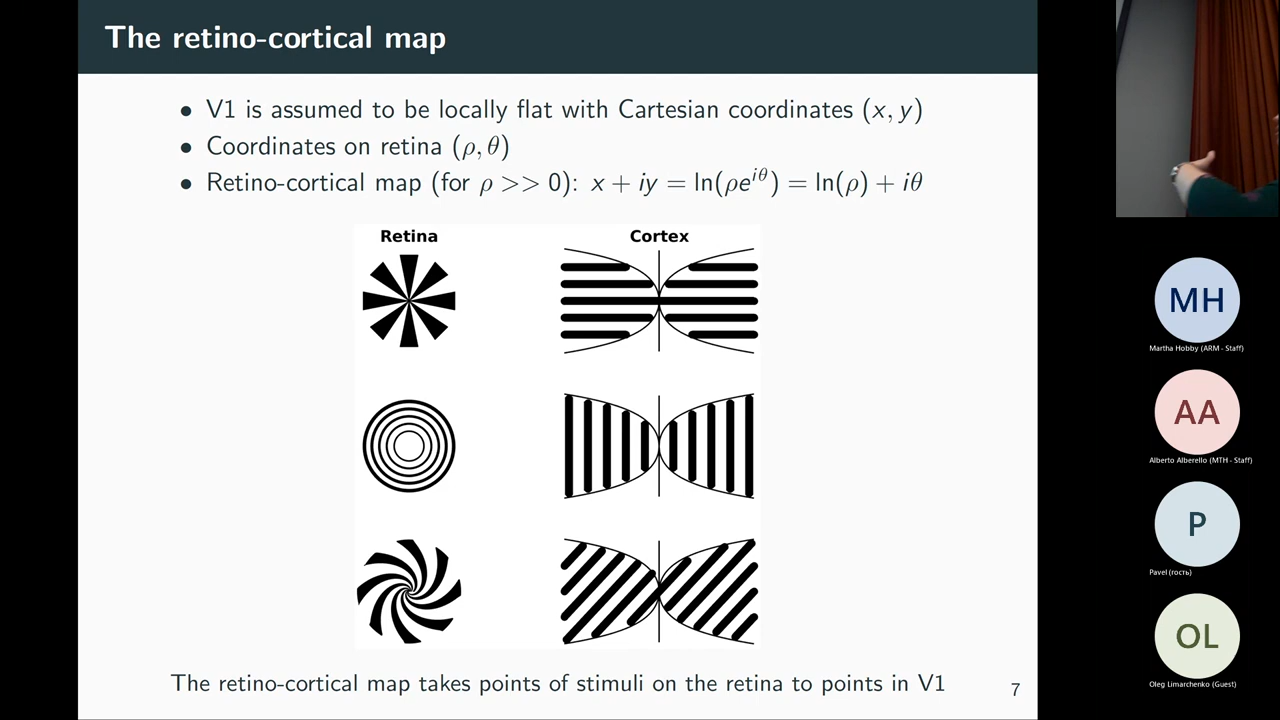 The retino-cortical map
• V1 is assumed to be locally flat with Cartesian coordinates (x, y)
• Coordinates on retina (ρ, θ)
• Retino-cortical map (for ρ >> 0): x + iy = ln(ρe^{iθ}) = ln(ρ) + iθ
Retina
Cortex
The retino-cortical map takes points of stimuli on the retina to points in V1
7
MH
Martha Hobby (ARM - Staff)
AA
Alberto Alberello (MTH - Staff)
P
Pavel (гость)
OL
Oleg Limarchenko (Guest)